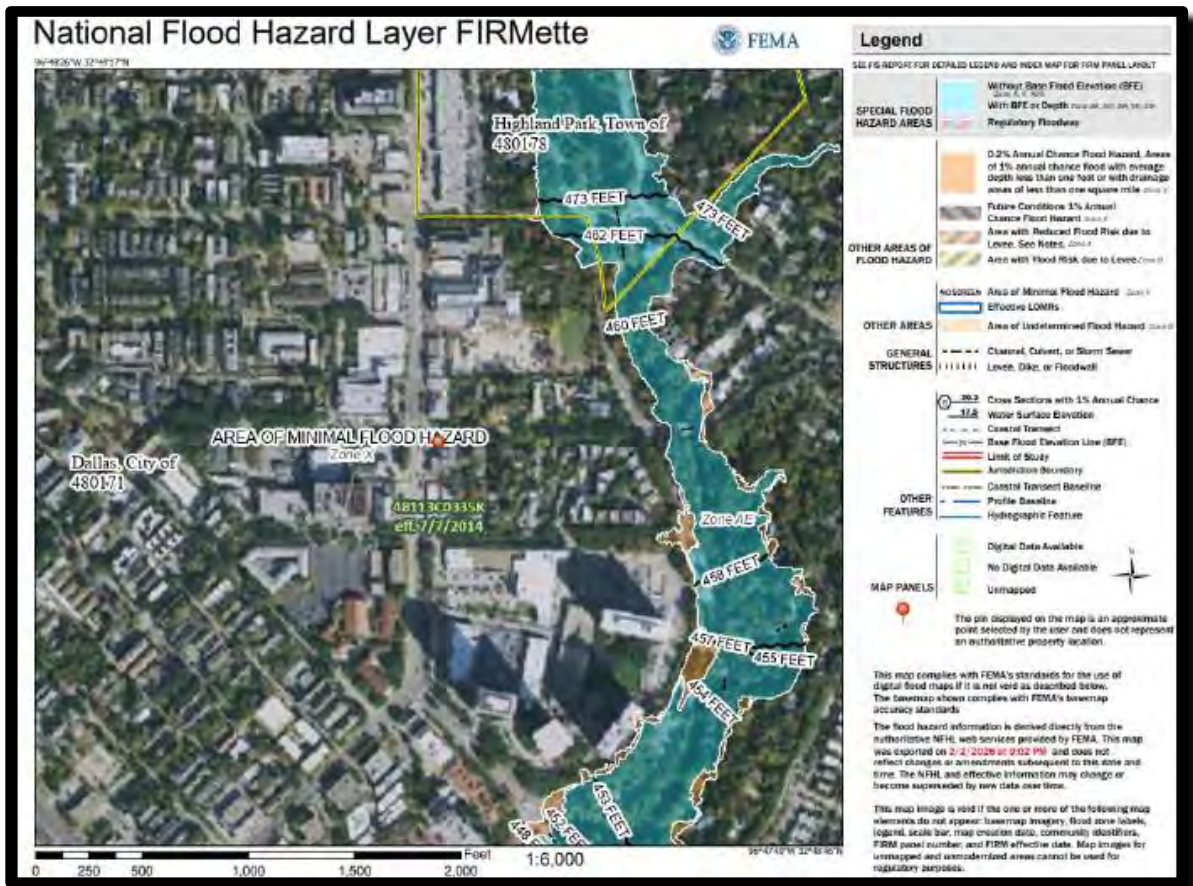 National Flood Hazard Layer FIRMette
FEMA
Legend
SEE FIS REPORT FOR DETAILED LEGEND AND INDEX MAP FOR FIRM PANEL LAYOUT
SPECIAL FLOOD
HAZARD AREAS
Without Base Flood Elevation (BFE)
With BFE or Depth
Regulatory Floodway
0.2% Annual Chance Flood Hazard, Areas
of 1% annual chance flood with average
depth less than one foot or with drainage
areas of less than one square mile
Future Conditions 1% Annual
Chance Flood Hazard
Area with Reduced Flood Risk due to
Levee. See Notes.
Area with Flood Risk due to Levee
OTHER AREAS OF
FLOOD HAZARD
NO SCREEN Area of Minimal Flood Hazard
Effective LOMRs
OTHER AREAS
Area of Undetermined Flood Hazard
GENERAL
STRUCTURES
Channel, Culvert, or Storm Sewer
Levee, Dike, or Floodwall
Cross Sections with 1% Annual Chance
17.5 Water Surface Elevation
Coastal Transect
Base Flood Elevation Line (BFE)
Limit of Study
Jurisdiction Boundary
Coastal Transect Baseline
OTHER
FEATURES
Profile Baseline
Hydrographic Feature
Digital Data Available
No Digital Data Available
Unmapped
MAP PANELS
N
The pin displayed on the map is an approximate
point selected by the user and does not represent
an authoritative property location.
This map complies with FEMA's standards for the use of
digital flood maps if it is not void as described below.
The basemap shown complies with FEMA's basemap
accuracy standards
The flood hazard information is derived directly from the
authoritative NFHL web services provided by FEMA. This map
was exported on 2/2/2026 at 9:02 PM and does not
reflect changes or amendments subsequent to this date and
time. The NFHL and effective information may change or
become superseded by new data over time.
This map image is void if the one or more of the following map
elements do not appear: basemap imagery, flood zone labels,
legend, scale bar, map creation date, community identifiers,
FIRM panel number, and FIRM effective date. Map images for
unmapped and unmodernized areas cannot be used for
regulatory purposes.
Highland Park, Town of
480178
473 FEET
473 FEET
462 FEET
460 FEET
AREA OF MINIMAL FLOOD HAZARD
Zone X
Dallas, City of
480171
48113C0335K
eff. 7/7/2014
Zone AE
458 FEET
457 FEET
455 FEET
454 FEET
453 FEET
452 FEET
448
0 250 500 1,000 1,500 2,000
Feet
1:6,000